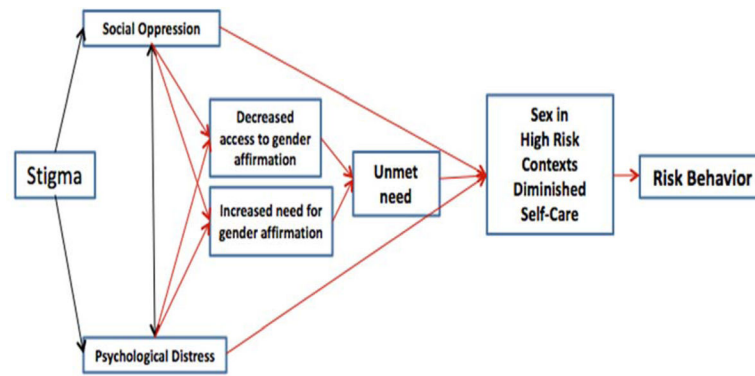 Social Oppression
Decreased
access to gender
affirmation
Stigma
Unmet
need
Increased need for
gender affirmation
Sex in
High Risk
Contexts
Diminished
Self-Care
Risk Behavior
Psychological Distress